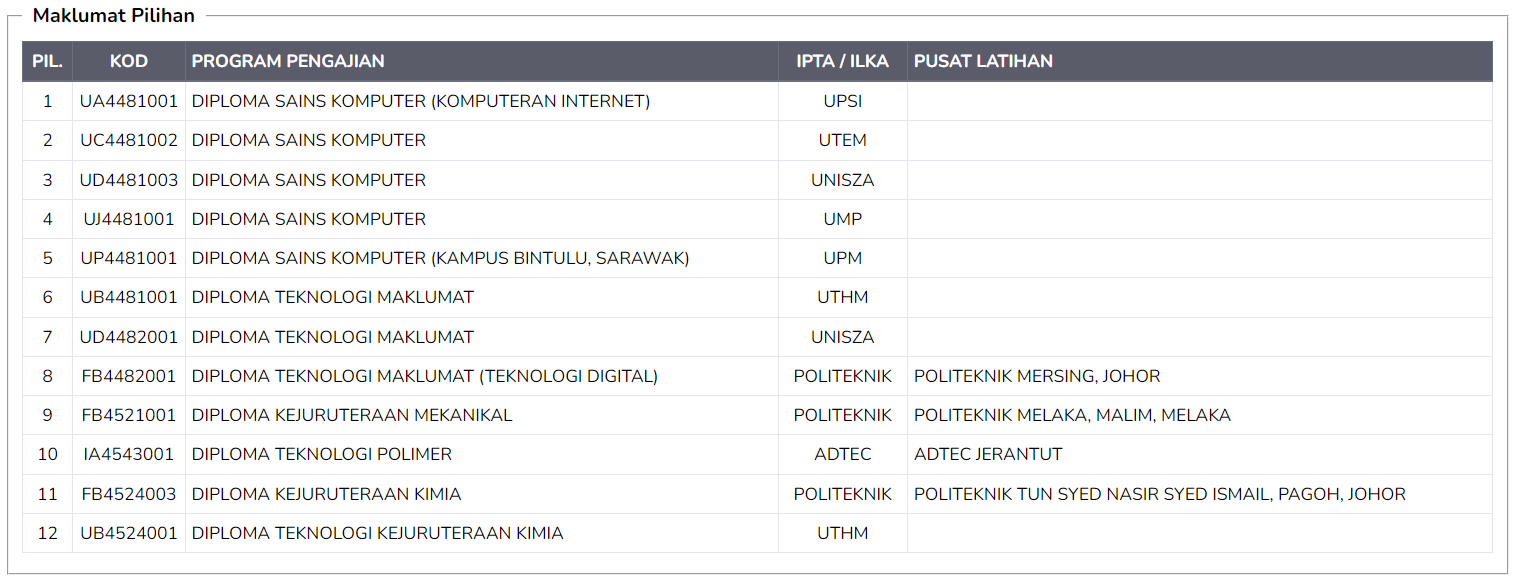 Maklumat Pilihan
PIL. KOD PROGRAM PENGAJIAN IPTA / ILKA PUSAT LATIHAN
1 UA4481001 DIPLOMA SAINS KOMPUTER (KOMPUTERAN INTERNET) UPSI
2 UC4481002 DIPLOMA SAINS KOMPUTER UTEM
3 UD4481003 DIPLOMA SAINS KOMPUTER UNISZA
4 UJ4481001 DIPLOMA SAINS KOMPUTER UMP
5 UP4481001 DIPLOMA SAINS KOMPUTER (KAMPUS BINTULU, SARAWAK) UPM
6 UB4481001 DIPLOMA TEKNOLOGI MAKLUMAT UTHM
7 UD4482001 DIPLOMA TEKNOLOGI MAKLUMAT UNISZA
8 FB4482001 DIPLOMA TEKNOLOGI MAKLUMAT (TEKNOLOGI DIGITAL) POLITEKNIK POLITEKNIK MERSING, JOHOR
9 FB4521001 DIPLOMA KEJURUTERAAN MEKANIKAL POLITEKNIK POLITEKNIK MELAKA, MALIM, MELAKA
10 IA4543001 DIPLOMA TEKNOLOGI POLIMER ADTEC ADTEC JERANTUT
11 FB4524003 DIPLOMA KEJURUTERAAN KIMIA POLITEKNIK POLITEKNIK TUN SYED NASIR SYED ISMAIL, PAGOH, JOHOR
12 UB4524001 DIPLOMA TEKNOLOGI KEJURUTERAAN KIMIA UTHM